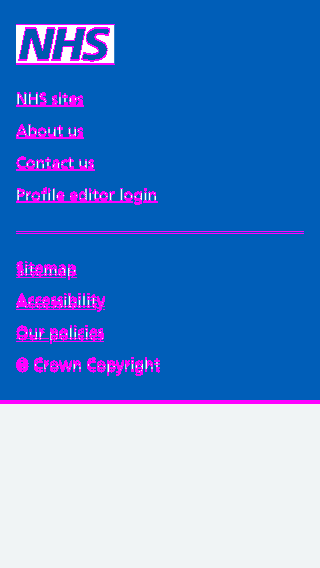 NHS
NHS sites
About us
Contact us
Profile editor login
Sitemap
Accessibility
Our policies
© Crown Copyright